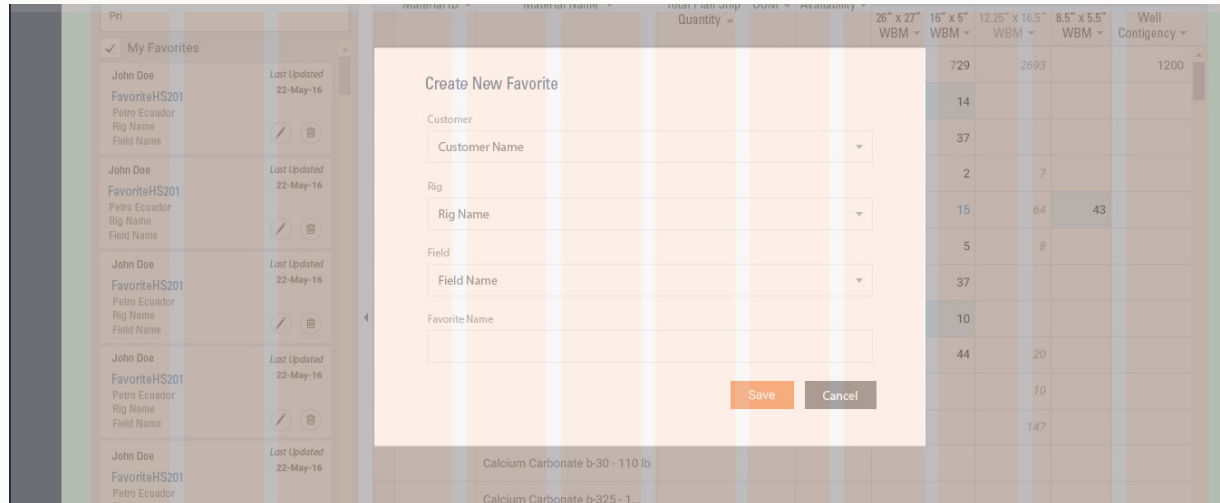 Pri
My Favorites
John Doe Last Updated
FavoriteHS201 22-May-16
Petro Ecuador
Rig Name
Field Name
John Doe Last Updated
FavoriteHS201 22-May-16
Petro Ecuador
Rig Name
Field Name
John Doe Last Updated
FavoriteHS201 22-May-16
Petro Ecuador
Rig Name
Field Name
John Doe Last Updated
FavoriteHS201 22-May-16
Petro Ecuador
Rig Name
Field Name
John Doe Last Updated
FavoriteHS201 22-May-16
Petro Ecuador
Material ID Material Name Total Plan Ship UOM Availability
Quantity
26" x 27" 16" x 5" 12.25" x 16.5" 8.5" x 5.5" Well
WBM WBM WBM WBM Contigency
Create New Favorite
Customer
Customer Name
Rig
Rig Name
Field
Field Name
Favorite Name
Save Cancel
729 2693 1200
14
37
2 7
15 64 43
5 8
37
10
44 20
10
147
Calcium Carbonate b-30 - 110 lb
Calcium Carbonate b-325 - 1...